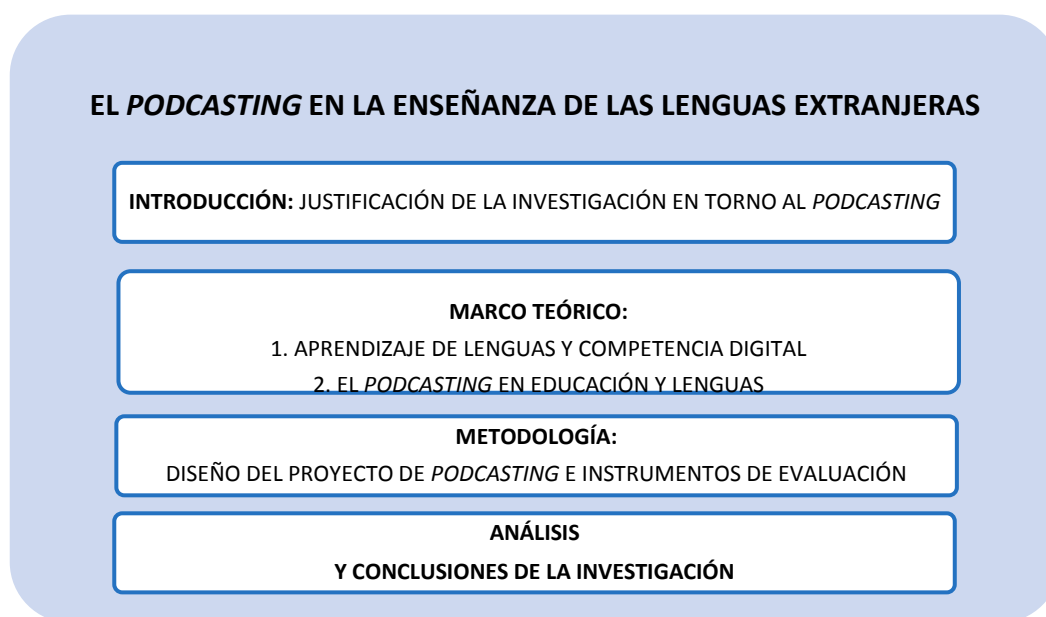 EL PODCASTING EN LA ENSEÑANZA DE LAS LENGUAS EXTRANJERAS
INTRODUCCIÓN: JUSTIFICACIÓN DE LA INVESTIGACIÓN EN TORNO AL PODCASTING
MARCO TEÓRICO:
1. APRENDIZAJE DE LENGUAS Y COMPETENCIA DIGITAL
2. EL PODCASTING EN EDUCACIÓN Y LENGUAS
METODOLOGÍA:
DISEÑO DEL PROYECTO DE PODCASTING E INSTRUMENTOS DE EVALUACIÓN
ANÁLISIS
Y CONCLUSIONES DE LA INVESTIGACIÓN